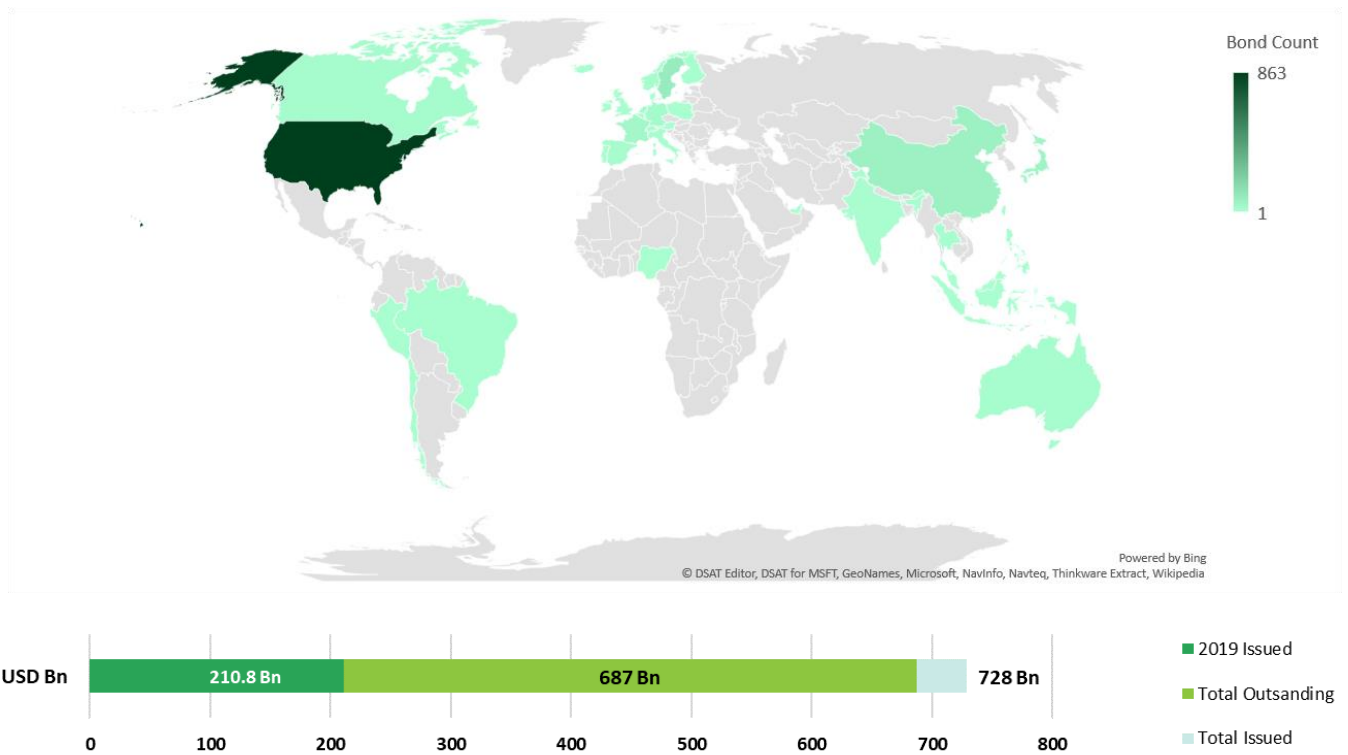 Bond Count
863
1
Powered by Bing
© DSAT Editor, DSAT for MSFT, GeoNames, Microsoft, NavInfo, Navteq, Thinkware Extract, Wikipedia
USD Bn
210.8 Bn
687 Bn
728 Bn
0 100 200 300 400 500 600 700 800
2019 Issued
Total Outsanding
Total Issued